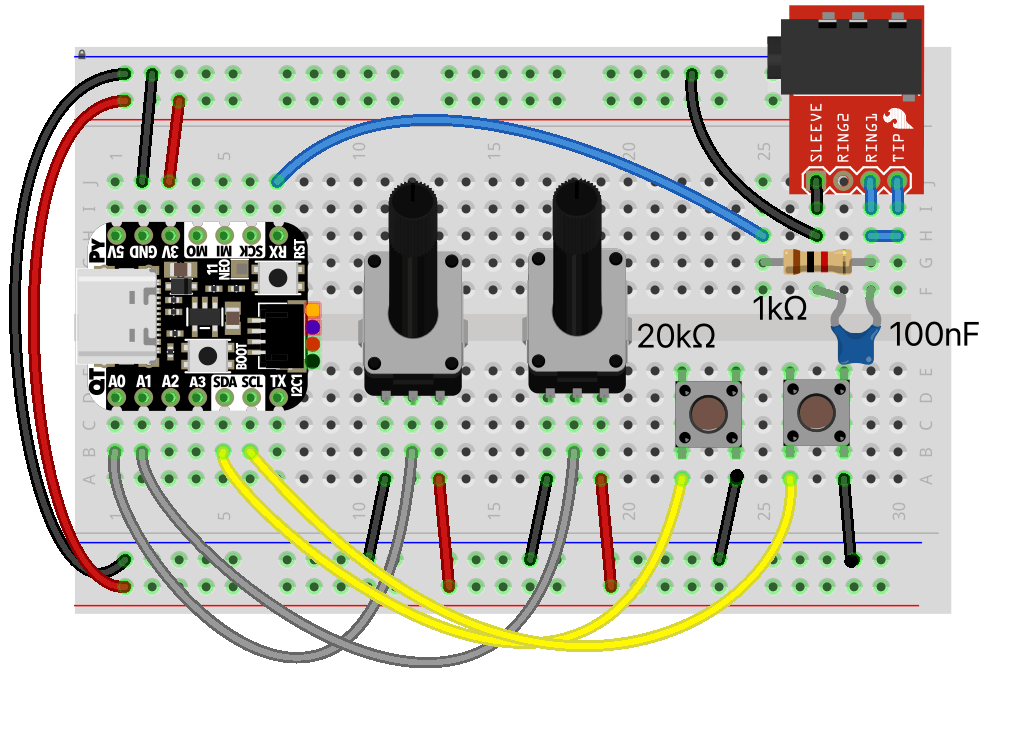 1 5 10 15 20 25
J J
I I
H H
G G
F F
E E
D D
C C
B B
A A
1 5 10 15 20 25 30
SLEEVE
RING2
RING1
TIP
QT PY
5V GND 3V MO MI SCK RX
RST
NEO
11
BOOT
I2C1
A0 A1 A2 A3 SDA SCL TX
1kΩ
20kΩ
100nF